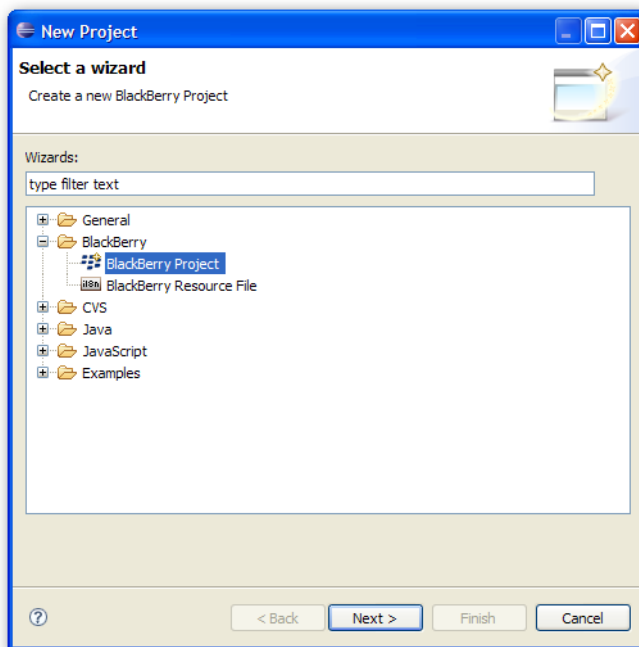 New Project
Select a wizard
Create a new BlackBerry Project
Wizards:
type filter text
General
BlackBerry
BlackBerry Project
i18n BlackBerry Resource File
CVS
Java
JavaScript
Examples
? < Back Next > Finish Cancel